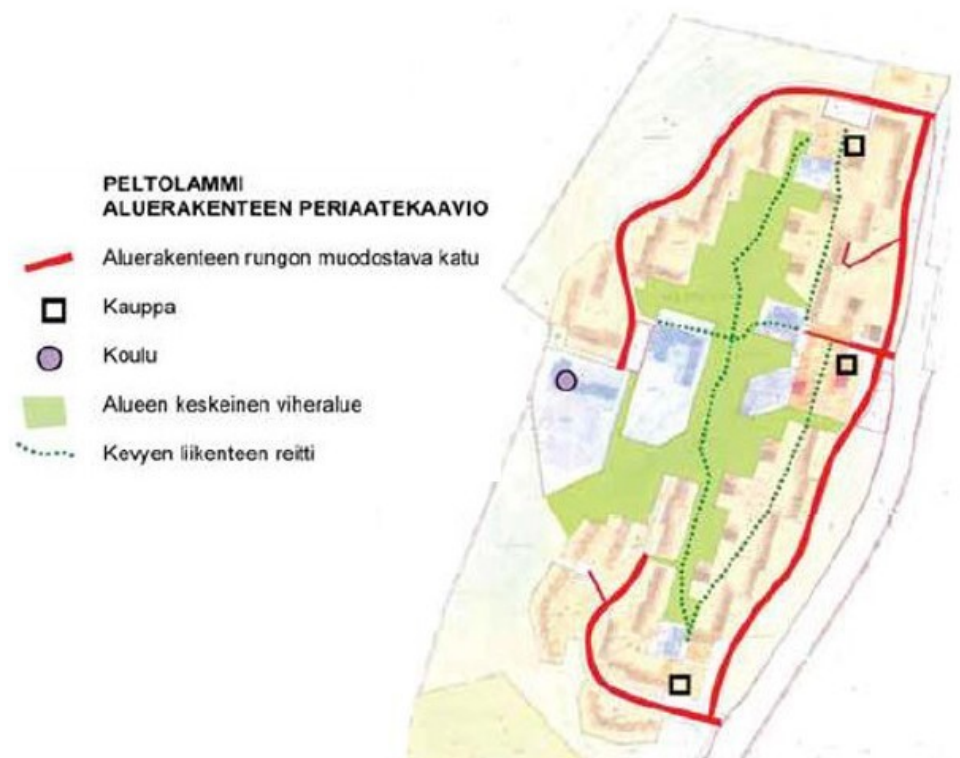 PELTOLAMMI
ALUERAKENTEEN PERIAATEKAAVIO
Aluerakenteen rungon muodostava katu
Kauppa
Koulu
Alueen keskeinen viheralue
Kevyen liikenteen reitti